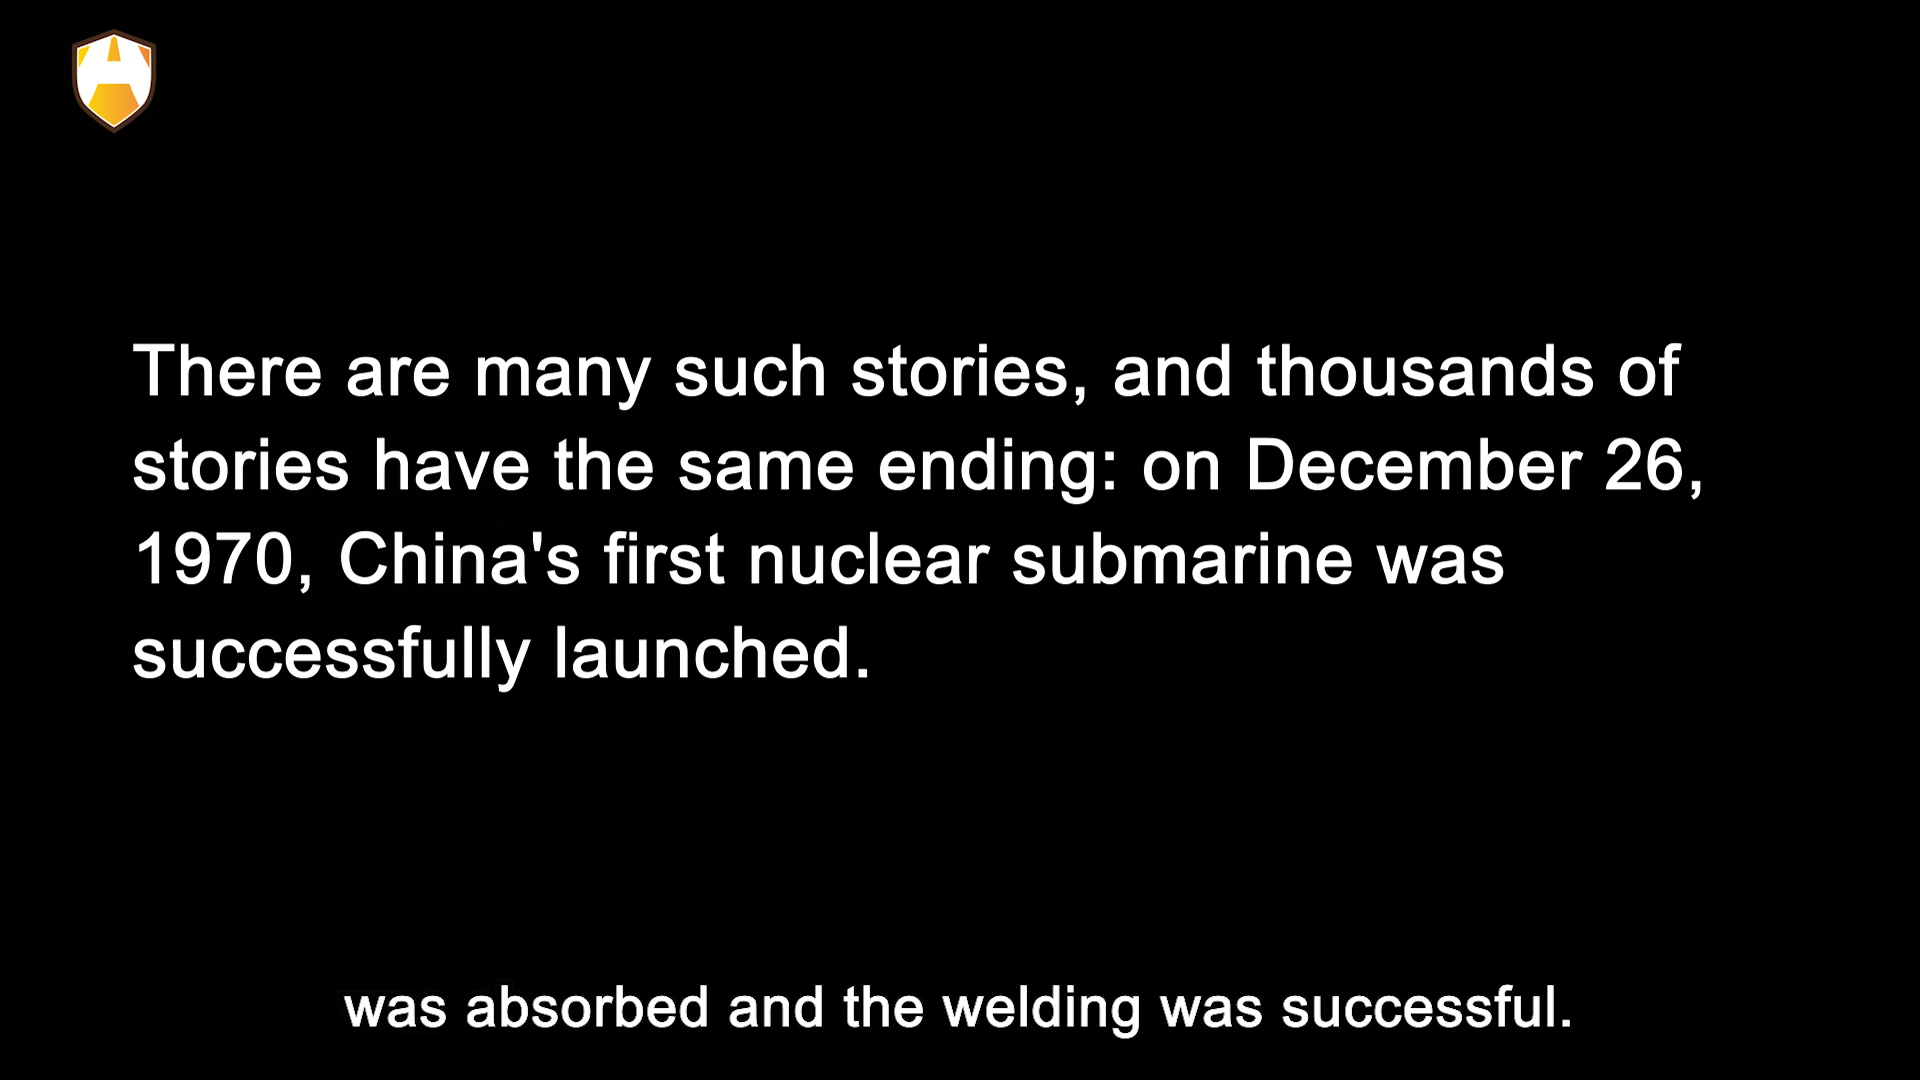 There are many such stories, and thousands of
stories have the same ending: on December 26,
1970, China's first nuclear submarine was
successfully launched.
was absorbed and the welding was successful.